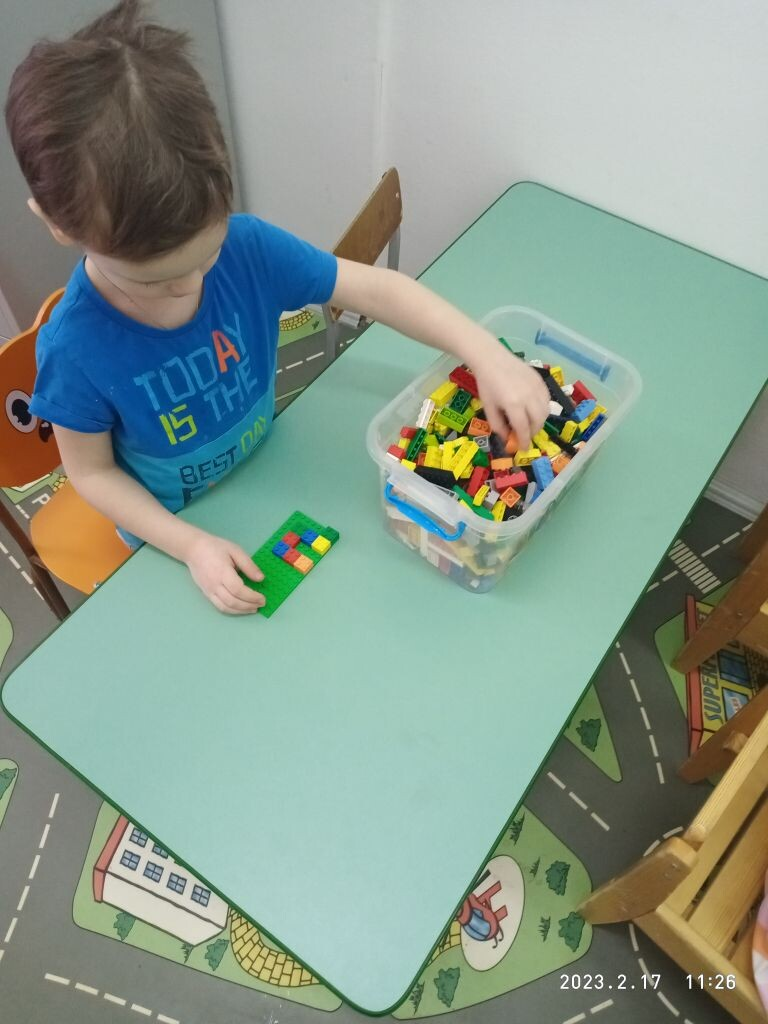 TODAY
IS THE
BEST DAY
SUPER
H
2023.2.17 11:26